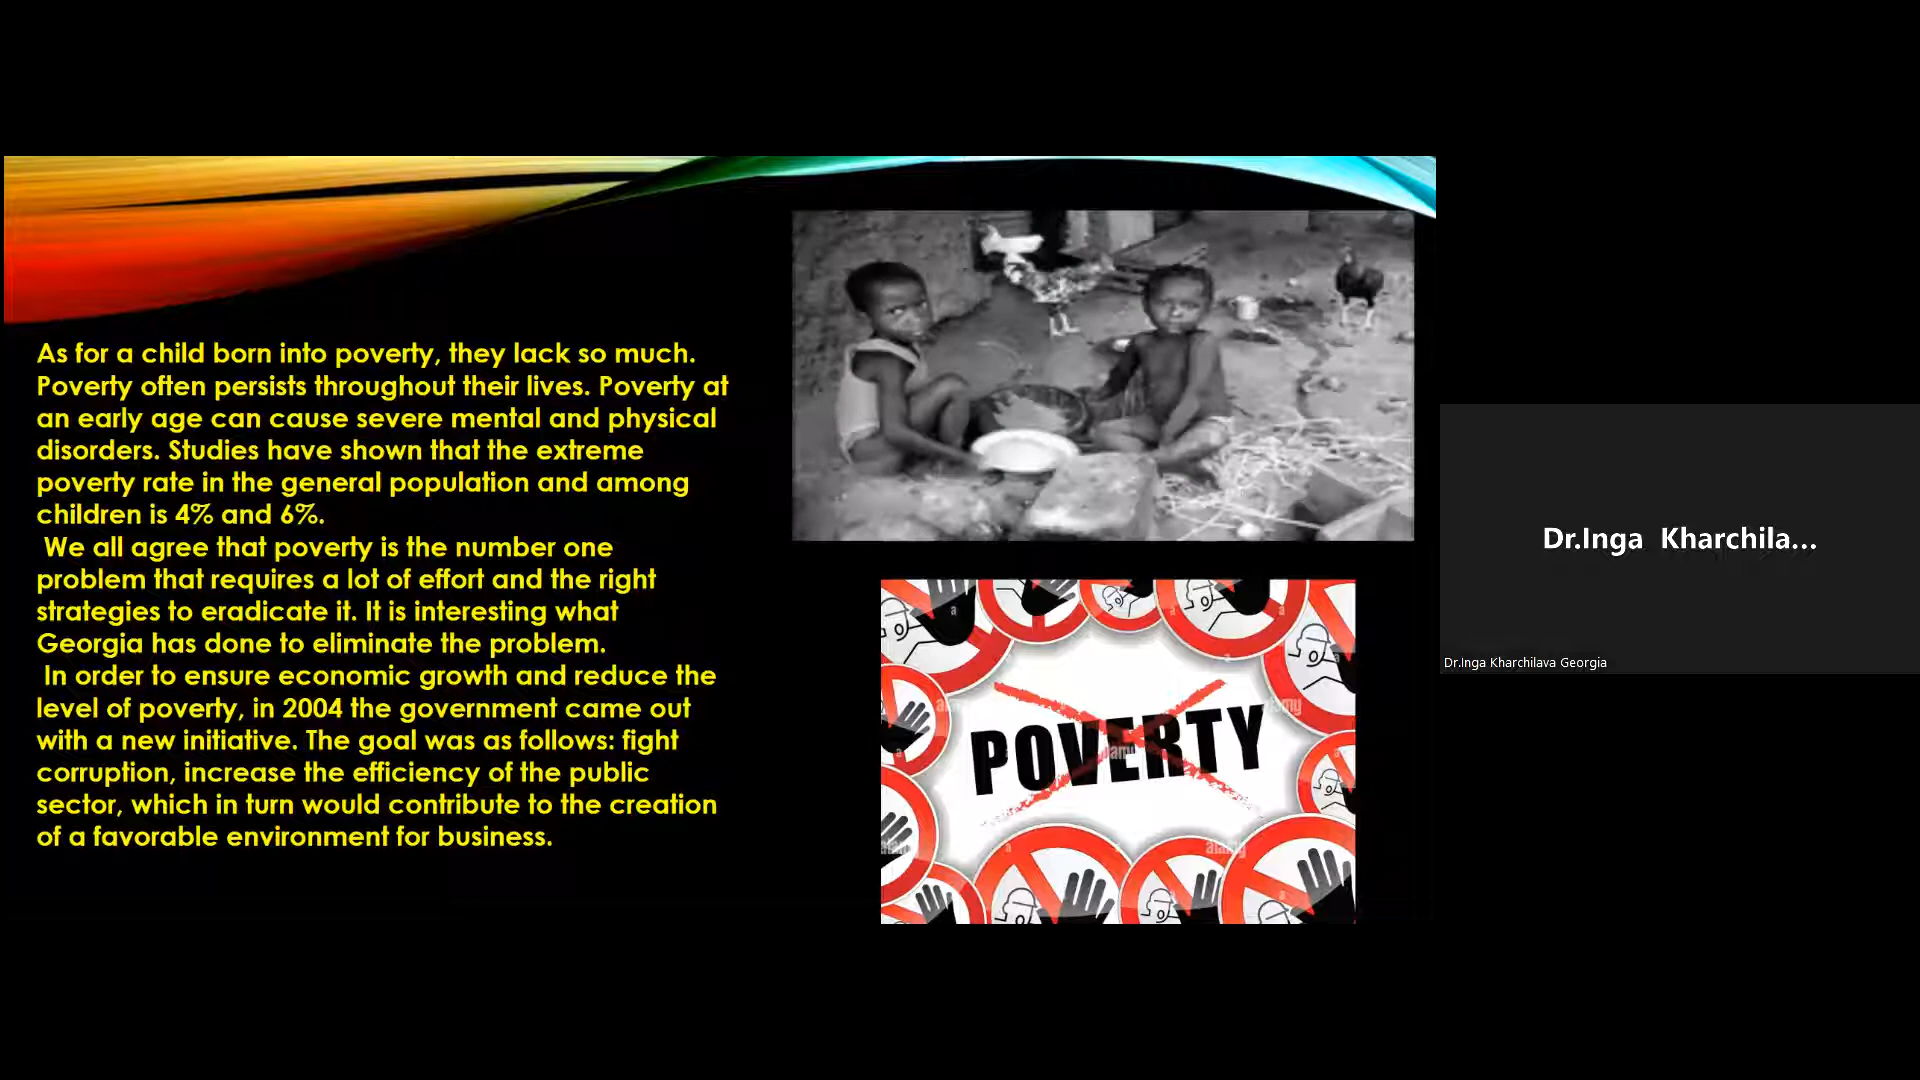 As for a child born into poverty, they lack so much.
Poverty often persists throughout their lives. Poverty at
an early age can cause severe mental and physical
disorders. Studies have shown that the extreme
poverty rate in the general population and among
children is 4% and 6%.
We all agree that poverty is the number one
problem that requires a lot of effort and the right
strategies to eradicate it. It is interesting what
Georgia has done to eliminate the problem.
In order to ensure economic growth and reduce the
level of poverty, in 2004 the government came out
with a new initiative. The goal was as follows: fight
corruption, increase the efficiency of the public
sector, which in turn would contribute to the creation
of a favorable environment for business.
POVERTY
alamy
alamy
alamy
Dr.Inga Kharchila...
Dr.Inga Kharchilava Georgia